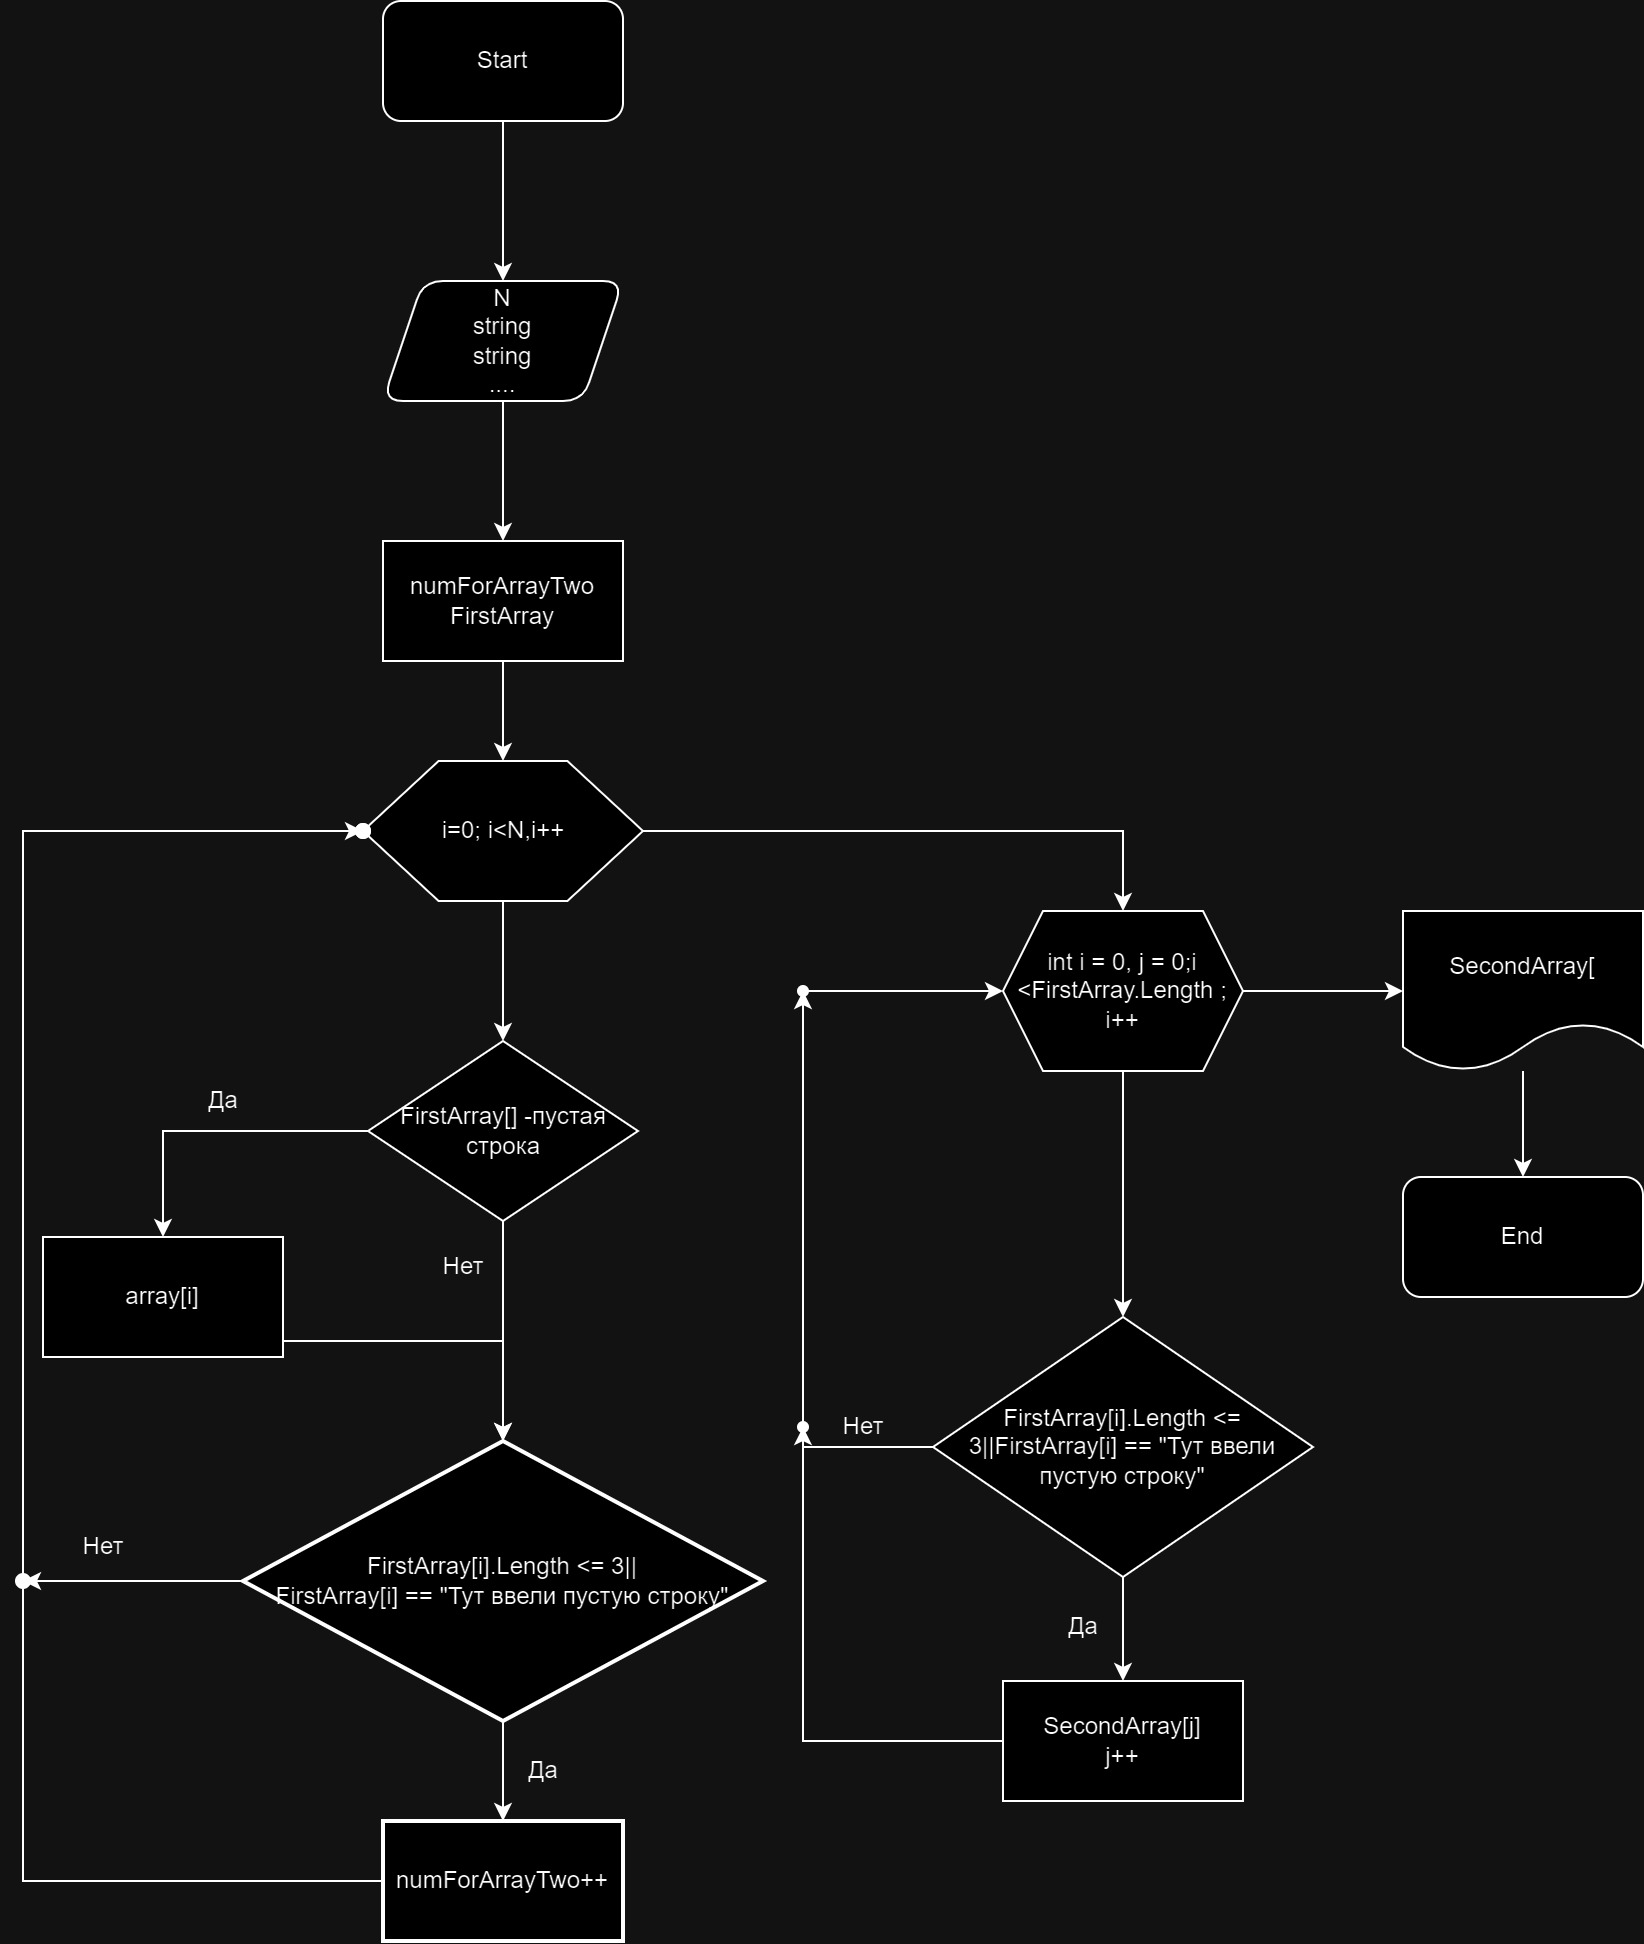 Start
N
string
string
....
numForArrayTwo
FirstArray
i=0; i<N,i++
FirstArray[] -пустая
строка
Да
array[i]
Нет
FirstArray[i].Length <= 3||
FirstArray[i] == "Тут ввели пустую строку"
Нет
Да
numForArrayTwo++
int i = 0, j = 0;i
<FirstArray.Length ;
i++
FirstArray[i].Length <=
3||FirstArray[i] == "Тут ввели
пустую строку"
Нет
Да
SecondArray[j]
j++
SecondArray[
End